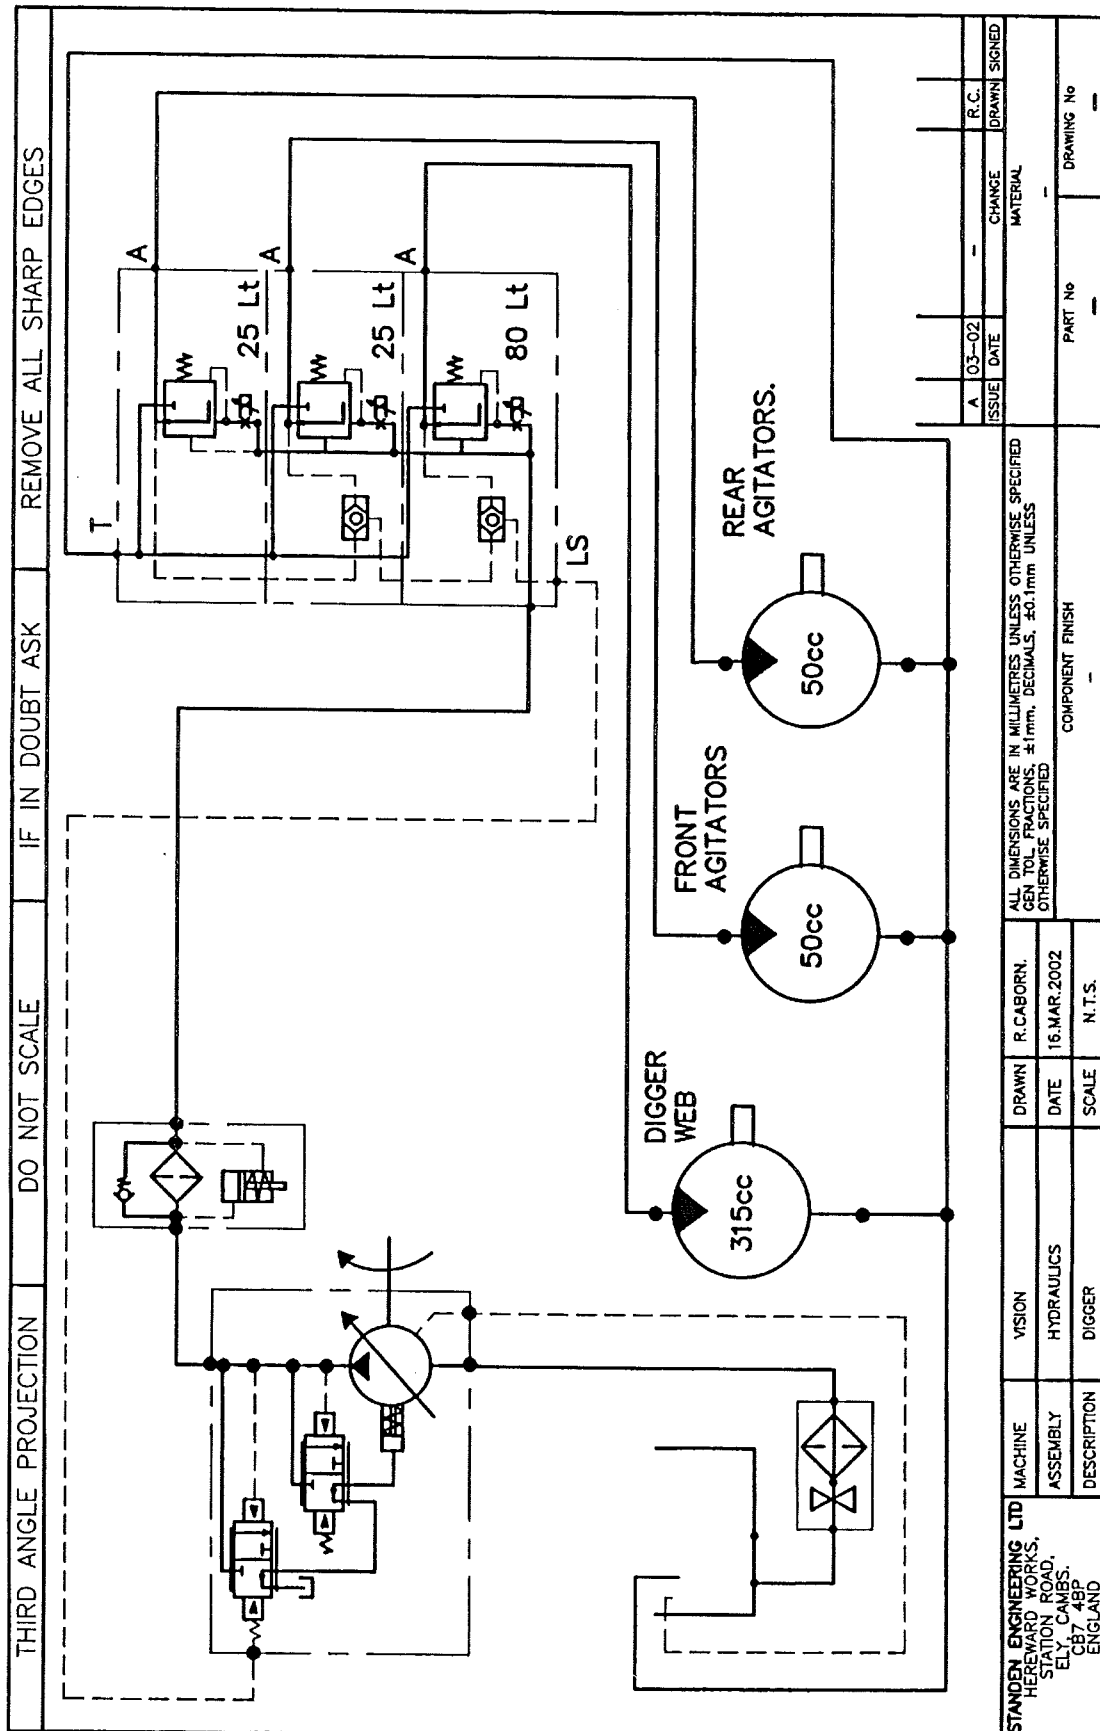 THIRD ANGLE PROJECTION
DO NOT SCALE
IF IN DOUBT ASK
REMOVE ALL SHARP EDGES
T
A
25 Lt
A
25 Lt
A
80 Lt
LS
DIGGER
WEB
315cc
FRONT
AGITATORS
50cc
REAR
AGITATORS.
50cc
STANDEN ENGINEERING LTD
HEREWARD WORKS,
STATION ROAD,
ELY, CAMBS.
CB7 4BP
ENGLAND
MACHINE
VISION
ASSEMBLY
HYDRAULICS
DESCRIPTION
DIGGER
DRAWN
R.CABORN.
DATE
16.MAR.2002
SCALE
N.T.S.
ALL DIMENSIONS ARE IN MILLIMETRES UNLESS OTHERWISE SPECIFIED
GEN TOL FRACTIONS, ±1mm, DECIMALS, ±0.1mm UNLESS
OTHERWISE SPECIFIED
COMPONENT FINISH
-
A
03-02
-
R.C.
ISSUE
DATE
CHANGE
DRAWN
SIGNED
MATERIAL
-
PART No
-
DRAWING No
-